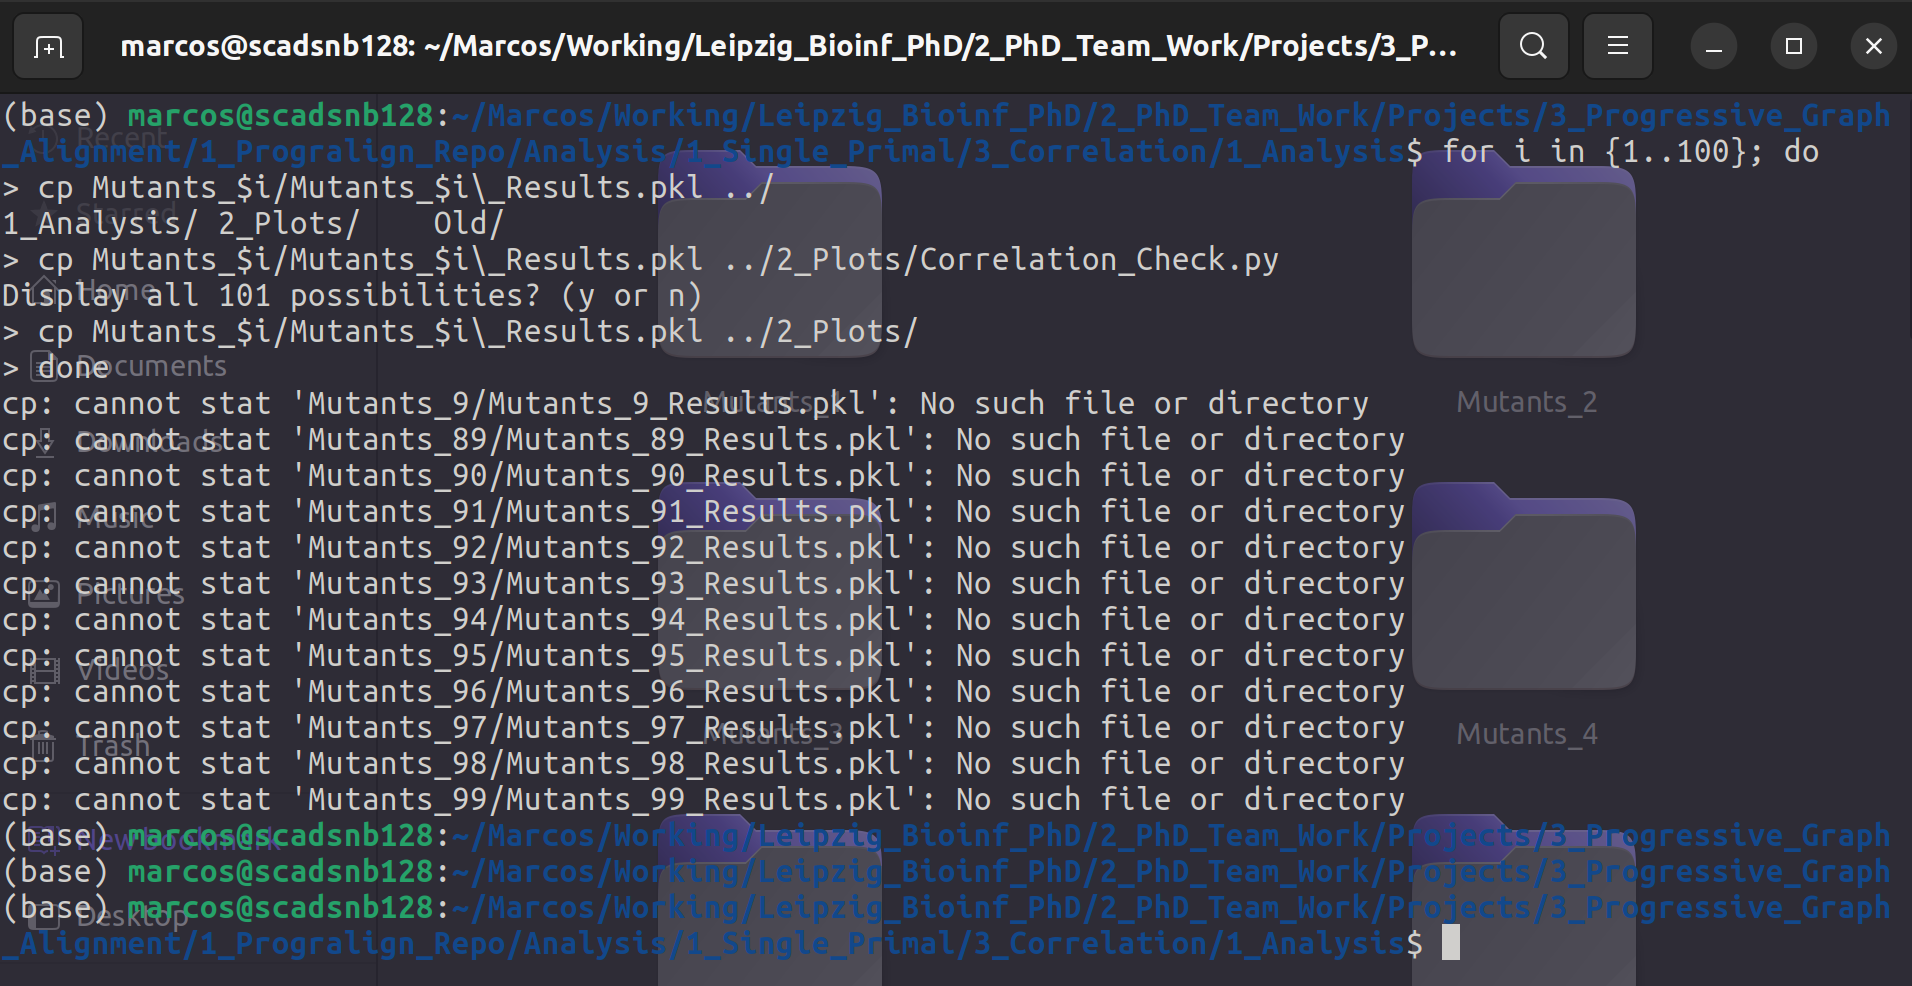 marcos@scadsnb128: ~/Marcos/Working/Leipzig_Bioinf_PhD/2_PhD_Team_Work/Projects/3_P...
(base) marcos@scadsnb128:~/Marcos/Working/Leipzig_Bioinf_PhD/2_PhD_Team_Work/Projects/3_Progressive_Graph
_Alignment/1_Progralign_Repo/Analysis/1_Single_Primal/3_Correlation/1_Analysis$ for i in {1..100}; do
Recent
> cp Mutants_$i/Mutants_$i\_Results.pkl ../
Starred
1_Analysis/ 2_Plots/    Old/
> cp Mutants_$i/Mutants_$i\_Results.pkl ../2_Plots/Correlation_Check.py
Home
Display all 101 possibilities? (y or n)
> cp Mutants_$i/Mutants_$i\_Results.pkl ../2_Plots/
> done
Documents
cp: cannot stat 'Mutants_9/Mutants_9_Results.pkl': No such file or directory
Mutants_1
Mutants_2
cp: cannot stat 'Mutants_89/Mutants_89_Results.pkl': No such file or directory
Downloads
cp: cannot stat 'Mutants_90/Mutants_90_Results.pkl': No such file or directory
cp: cannot stat 'Mutants_91/Mutants_91_Results.pkl': No such file or directory
Music
cp: cannot stat 'Mutants_92/Mutants_92_Results.pkl': No such file or directory
cp: cannot stat 'Mutants_93/Mutants_93_Results.pkl': No such file or directory
Pictures
cp: cannot stat 'Mutants_94/Mutants_94_Results.pkl': No such file or directory
cp: cannot stat 'Mutants_95/Mutants_95_Results.pkl': No such file or directory
Videos
cp: cannot stat 'Mutants_96/Mutants_96_Results.pkl': No such file or directory
cp: cannot stat 'Mutants_97/Mutants_97_Results.pkl': No such file or directory
Trash
Mutants_3
Mutants_4
cp: cannot stat 'Mutants_98/Mutants_98_Results.pkl': No such file or directory
cp: cannot stat 'Mutants_99/Mutants_99_Results.pkl': No such file or directory
(base) marcos@scadsnb128:~/Marcos/Working/Leipzig_Bioinf_PhD/2_PhD_Team_Work/Projects/3_Progressive_Graph
New bookmark
(base) marcos@scadsnb128:~/Marcos/Working/Leipzig_Bioinf_PhD/2_PhD_Team_Work/Projects/3_Progressive_Graph
(base) marcos@scadsnb128:~/Marcos/Working/Leipzig_Bioinf_PhD/2_PhD_Team_Work/Projects/3_Progressive_Graph
Desktop
_Alignment/1_Progralign_Repo/Analysis/1_Single_Primal/3_Correlation/1_Analysis$